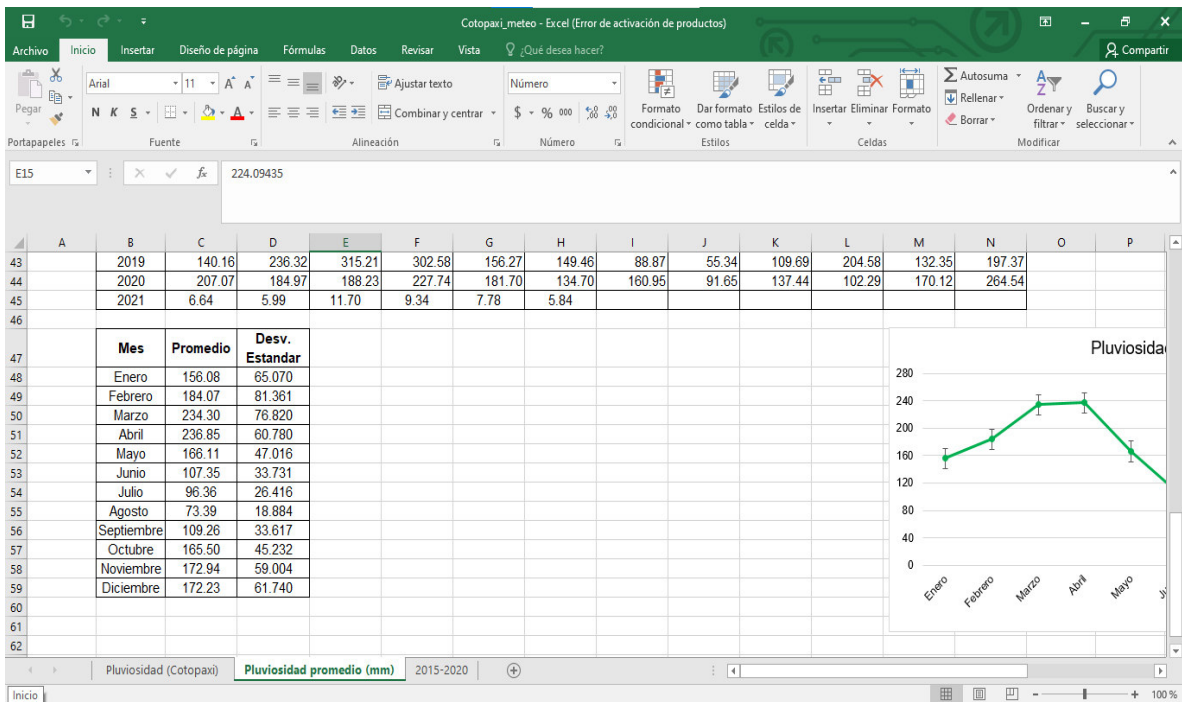 Cotopaxi_meteo - Excel (Error de activación de productos)
Archivo Inicio Insertar Diseño de página Fórmulas Datos Revisar Vista ¿Qué desea hacer? Compartir
Pegar
Arial 11
N K S
Ajustar texto
Combinar y centrar
Número
$ % 000
Formato condicional
Dar formato como tabla
Estilos de celda
Insertar Eliminar Formato
Autosuma
Rellenar
Borrar
Ordenar y filtrar
Buscar y seleccionar
Portapapeles Fuente Alineación Número Estilos Celdas Modificar
E15 fx 224.09435
A B C D E F G H I J K L M N O P
43 2019 140.16 236.32 315.21 302.58 156.27 149.46 88.87 55.34 109.69 204.58 132.35 197.37
44 2020 207.07 184.97 188.23 227.74 181.70 134.70 160.95 91.65 137.44 102.29 170.12 264.54
45 2021 6.64 5.99 11.70 9.34 7.78 5.84
46
47 Mes Promedio Desv. Estandar
48 Enero 156.08 65.070
49 Febrero 184.07 81.361
50 Marzo 234.30 76.820
51 Abril 236.85 60.780
52 Mayo 166.11 47.016
53 Junio 107.35 33.731
54 Julio 96.36 26.416
55 Agosto 73.39 18.884
56 Septiembre 109.26 33.617
57 Octubre 165.50 45.232
58 Noviembre 172.94 59.004
59 Diciembre 172.23 61.740
60
61
62
Pluviosida
280
240
200
160
120
80
40
0
Enero Febrero Marzo Abril Mayo
Pluviosidad (Cotopaxi) Pluviosidad promedio (mm) 2015-2020
Inicio 100 %